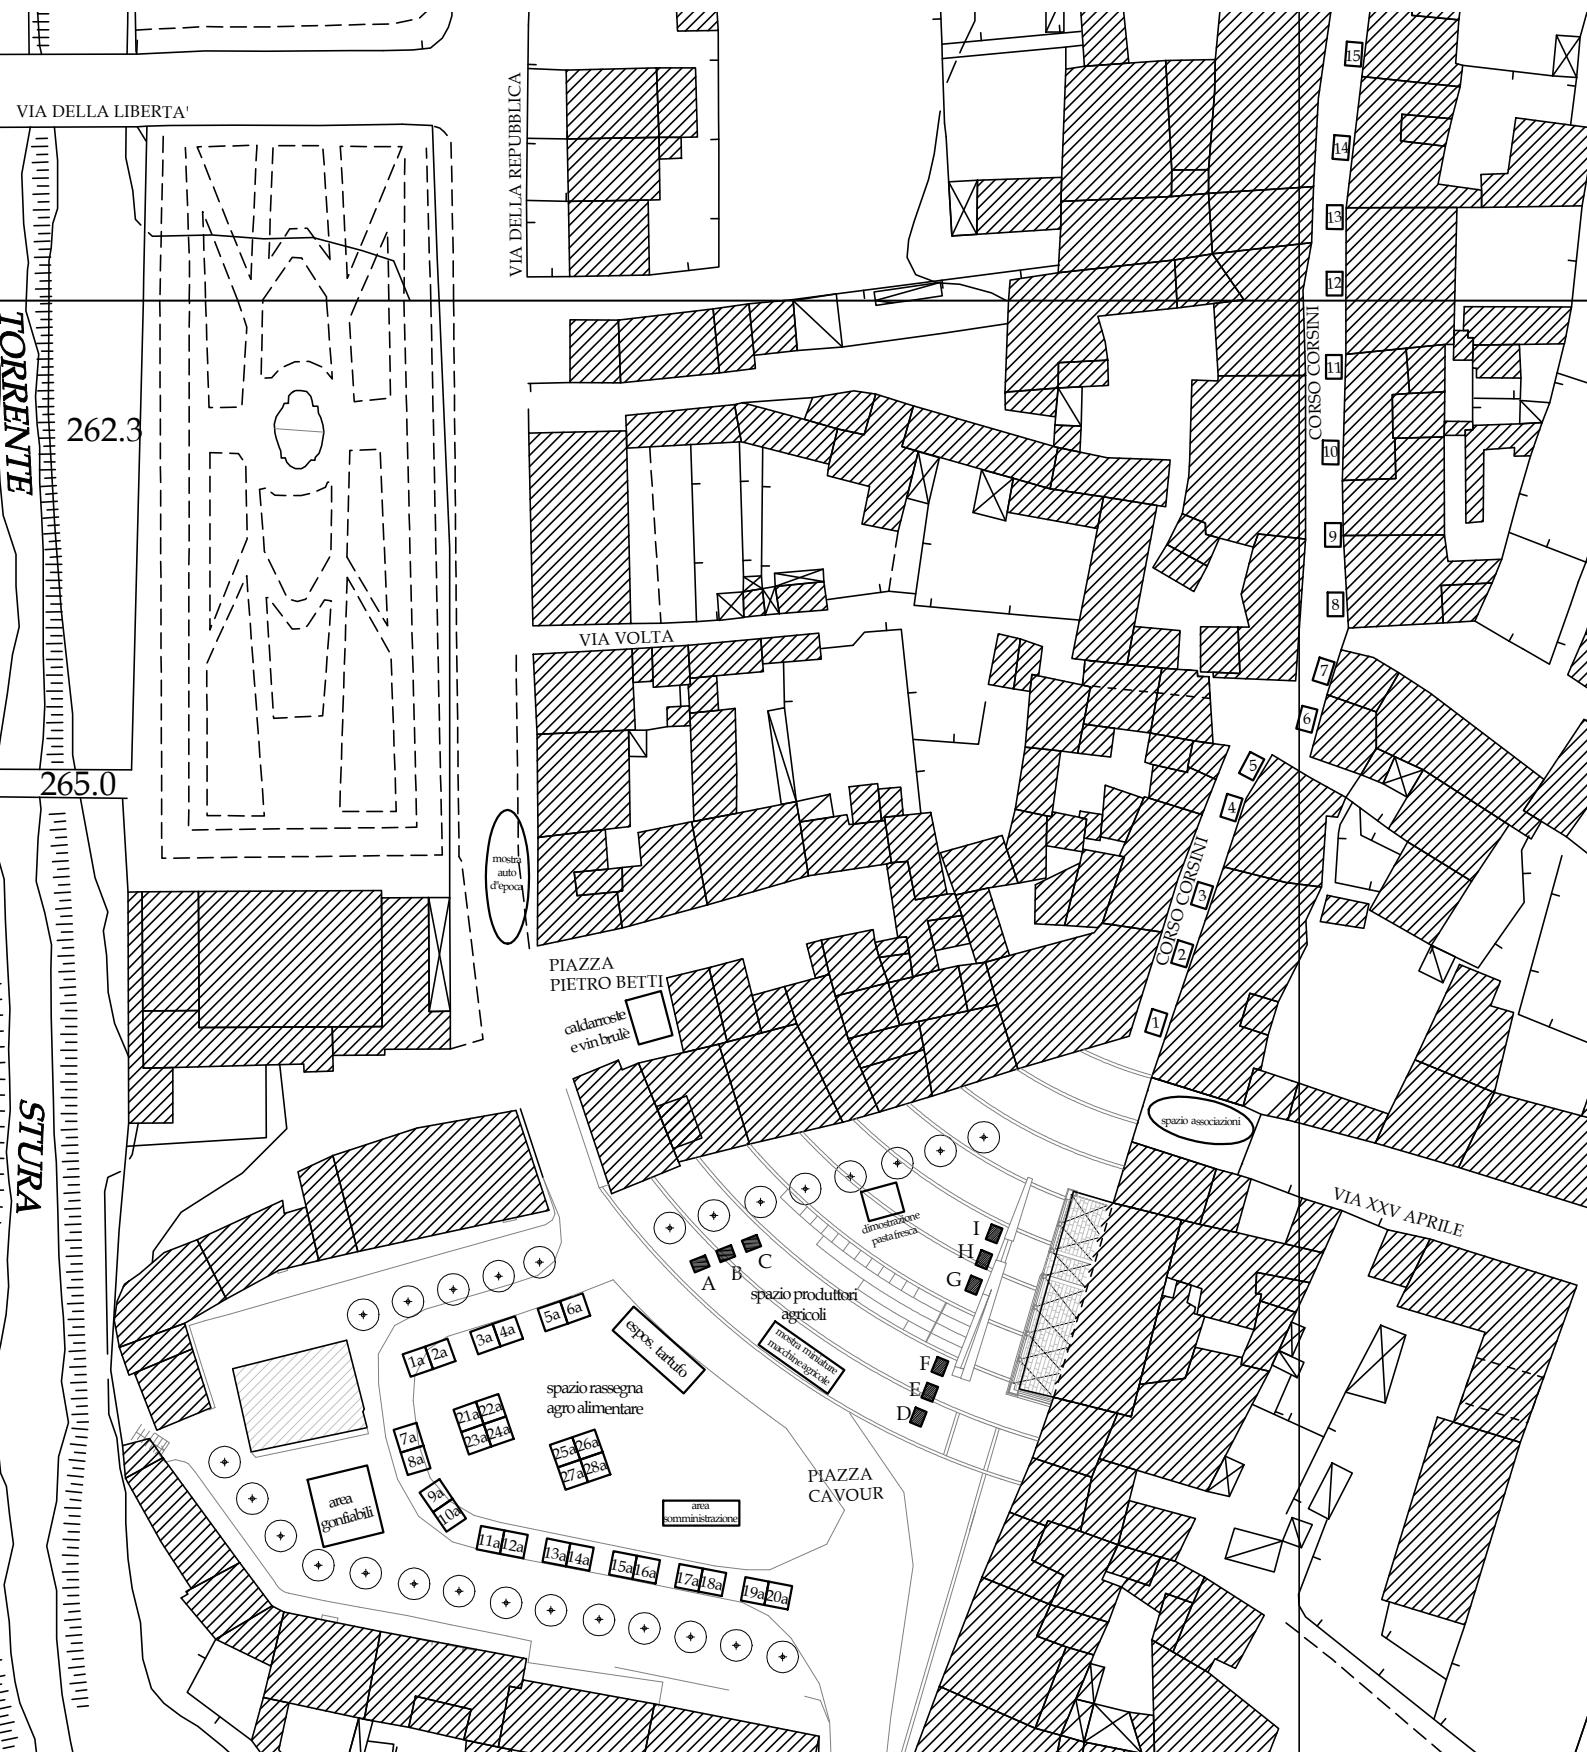 15
VIA DELLA LIBERTA'
VIA DELLA REPUBBLICA
14
13
12
TORRENTE
262.3
CORSO CORSINI
11
10
9
8
VIA VOLTA
7
6
5
265.0
4
mostra
auto
d''epoca
CORSO CORSINI
3
2
1
PIAZZA
PIETRO BETTI
caldarroste
e vin brulè
STURA
spazio associazioni
VIA XXV APRILE
dimostrazione
pasta fresca
I
H
G
A
B
C
spazio produttori
agricoli
mostra miniature
macchine agricole
F
E
D
5a
6a
3a
4a
1a
2a
espos. tartufo
spazio rassegna
agro alimentare
21a
22a
23a
24a
25a
26a
27a
28a
7a
8a
9a
10a
area
gonfiabili
PIAZZA
CAVOUR
area
somministrazione
11a
12a
13a
14a
15a
16a
17a
18a
19a
20a